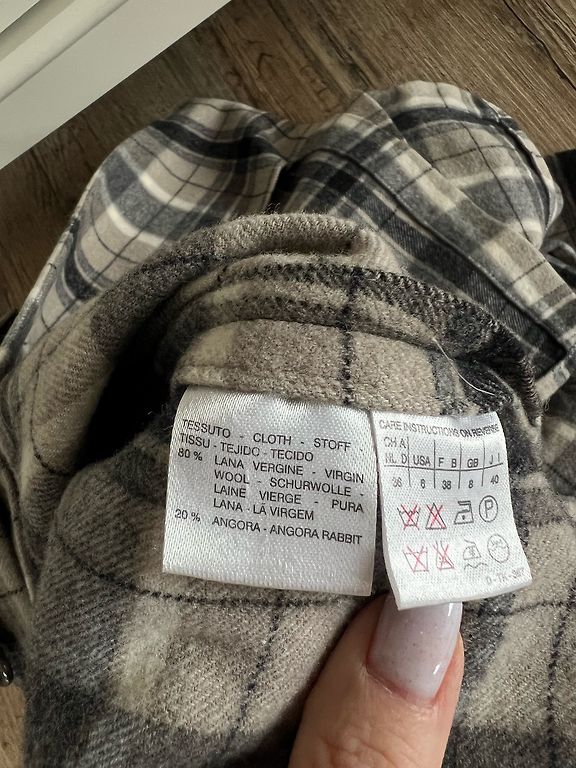 TESSUTO - CLOTH - STOFF -
TISSU - TEJIDO - TECIDO
80 % LANA VERGINE - VIRGIN
WOOL - SCHURWOLLE -
LAINE VIERGE - PURA
LANA - LÃ VIRGEM
20 % ANGORA - ANGORA RABBIT
CARE INSTRUCTIONS ON REVERSE
CH A
NL D USA F B GB J I
36 6 38 8 40
P